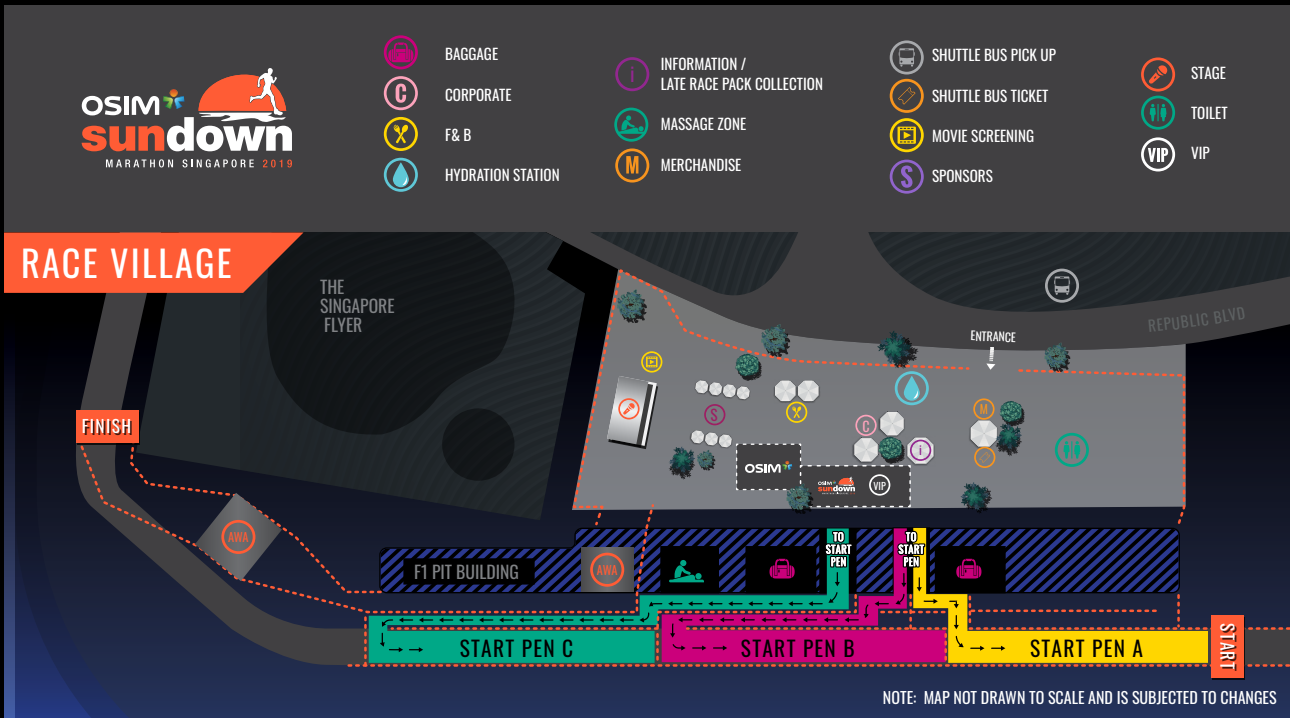 OSIM
sundown
MARATHON SINGAPORE 2019
BAGGAGE
C
CORPORATE
F& B
HYDRATION STATION
i
INFORMATION /
LATE RACE PACK COLLECTION
MASSAGE ZONE
M
MERCHANDISE
SHUTTLE BUS PICK UP
SHUTTLE BUS TICKET
MOVIE SCREENING
S
SPONSORS
STAGE
TOILET
VIP
VIP
RACE VILLAGE
THE
SINGAPORE
FLYER
REPUBLIC BLVD
ENTRANCE
FINISH
M
S
C
i
OSIM
OSIM
sundown
VIP
AWA
AWA
F1 PIT BUILDING
TO
START
PEN
TO
START
PEN
START PEN C
START PEN B
START PEN A
START
NOTE: MAP NOT DRAWN TO SCALE AND IS SUBJECTED TO CHANGES